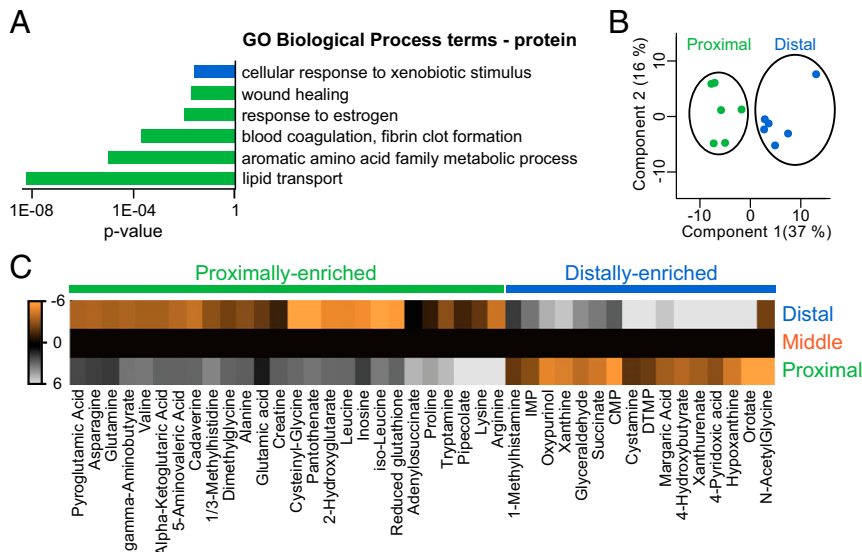 A
GO Biological Process terms - protein
cellular response to xenobiotic stimulus
wound healing
response to estrogen
blood coagulation, fibrin clot formation
aromatic amino acid family metabolic process
lipid transport
1E-08
1E-04
1
p-value
B
Proximal
Distal
Component 2 (16 %)
10
0
-10
-10
0
10
Component 1(37 %)
C
Proximally-enriched
Distally-enriched
-6
0
6
Distal
Middle
Proximal
Pyroglutamic Acid
Asparagine
Glutamine
gamma-Aminobutyrate
Valine
Alpha-Ketoglutaric Acid
5-Aminovaleric Acid
Cadaverine
1/3-Methylhistidine
Dimethylglycine
Alanine
Glutamic acid
Creatine
Cysteinyl-Glycine
Pantothenate
2-Hydroxyglutarate
Leucine
Inosine
iso-Leucine
Reduced glutathione
Adenylosuccinate
Proline
Tryptamine
Pipecolate
Lysine
Arginine
1-Methylhistamine
IMP
Oxypurinol
Xanthine
Glyceraldehyde
Succinate
CMP
Cystamine
DTMP
Margaric Acid
4-Hydroxybutyrate
Xanthurenate
4-Pyridoxic acid
Hypoxanthine
Orotate
N-AcetylGlycine